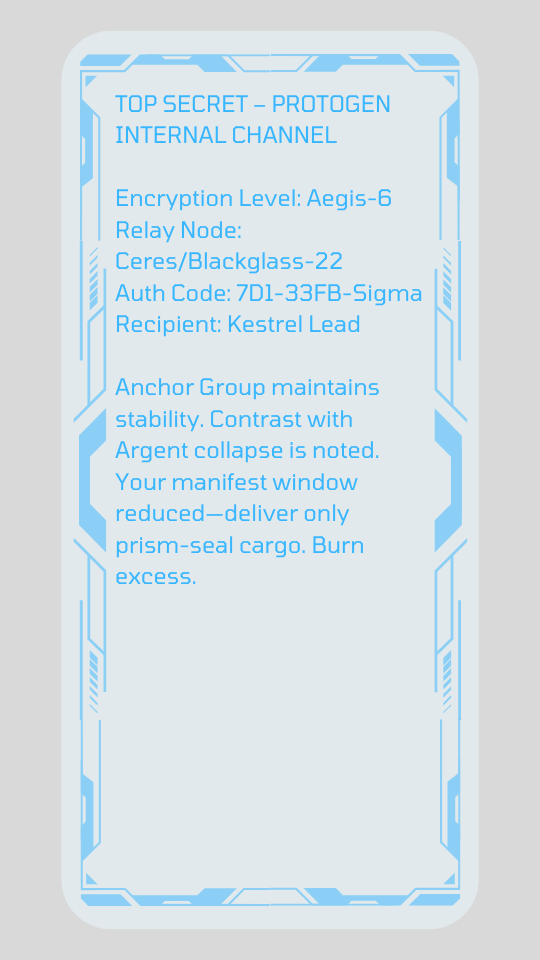 TOP SECRET – PROTOGEN
INTERNAL CHANNEL
Encryption Level: Aegis-6
Relay Node:
Ceres/Blackglass-22
Auth Code: 7D1-33FB-Sigma
Recipient: Kestrel Lead
Anchor Group maintains
stability. Contrast with
Argent collapse is noted.
Your manifest window
reduced—deliver only
prism-seal cargo. Burn
excess.